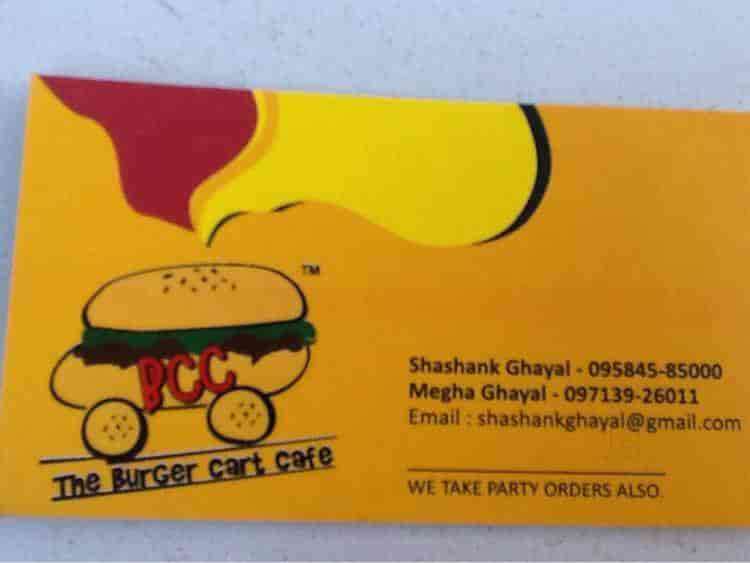 TM
BCC
The Burger Cart Cafe
Shashank Ghayal - 095845-85000
Megha Ghayal - 097139-26011
Email : shashankghayal@gmail.com
WE TAKE PARTY ORDERS ALSO.